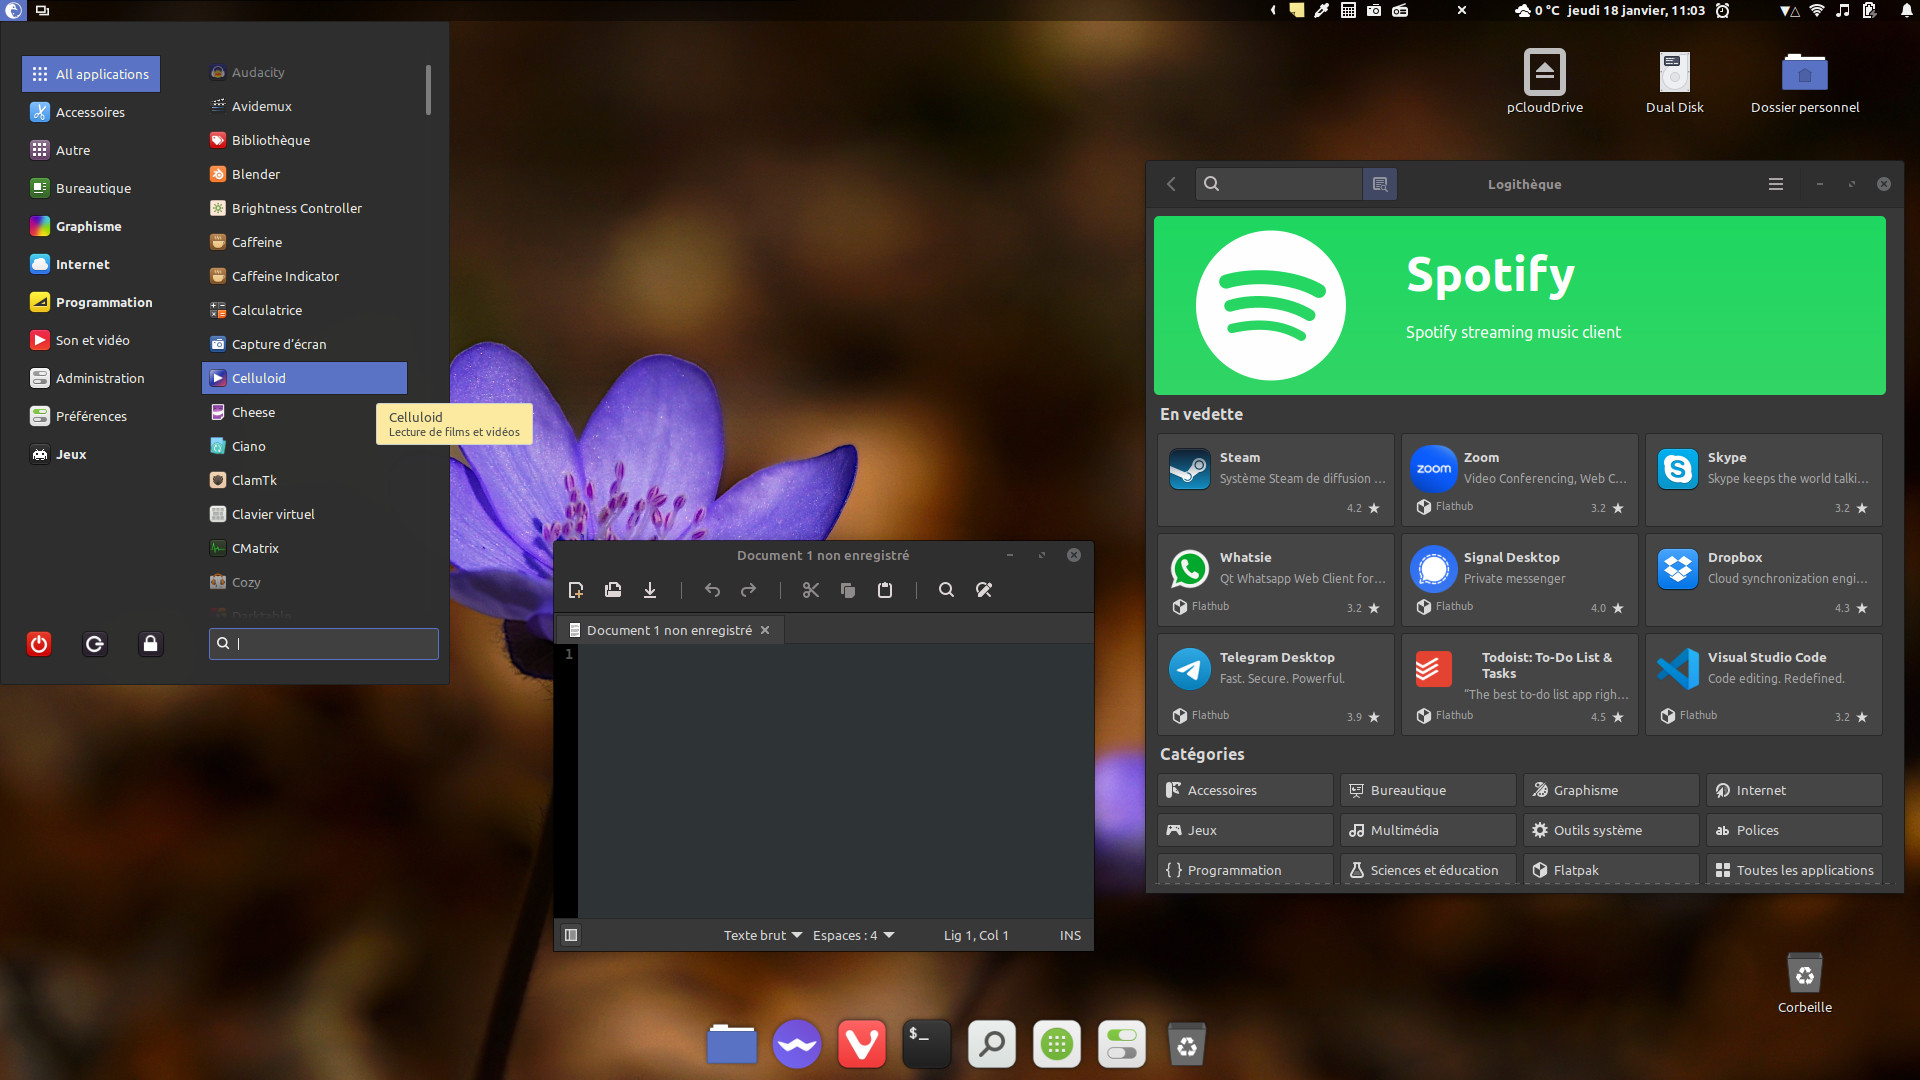 0 °C jeudi 18 janvier, 11:03
All applications
Accessoires
Autre
Bureautique
Graphisme
Internet
Programmation
Son et vidéo
Administration
Préférences
Jeux
Audacity
Avidemux
Bibliothèque
Blender
Brightness Controller
Caffeine
Caffeine Indicator
Calculatrice
Capture d’écran
Celluloid
Cheese
Ciano
ClamTk
Clavier virtuel
CMatrix
Cozy
Darktable
Celluloid
Lecture de films et vidéos
pCloudDrive
Dual Disk
Dossier personnel
Logithèque
Spotify
Spotify streaming music client
En vedette
Steam
Système Steam de diffusion ...
4.2 ★
zoom
Zoom
Video Conferencing, Web C...
Flathub
3.2 ★
Skype
Skype keeps the world talki...
3.2 ★
Whatsie
Qt Whatsapp Web Client for...
Flathub
3.2 ★
Signal Desktop
Private messenger
Flathub
4.0 ★
Dropbox
Cloud synchronization engi...
4.3 ★
Telegram Desktop
Fast. Secure. Powerful.
Flathub
3.9 ★
Todoist: To-Do List &
Tasks
“The best to-do list app righ...
Flathub
4.5 ★
Visual Studio Code
Code editing. Redefined.
Flathub
3.2 ★
Catégories
Accessoires
Bureautique
Graphisme
Internet
Jeux
Multimédia
Outils système
ab Polices
{ } Programmation
Sciences et éducation
Flatpak
Toutes les applications
Document 1 non enregistré
Document 1 non enregistré
1
Texte brut
Espaces : 4
Lig 1, Col 1
INS
Corbeille
$_